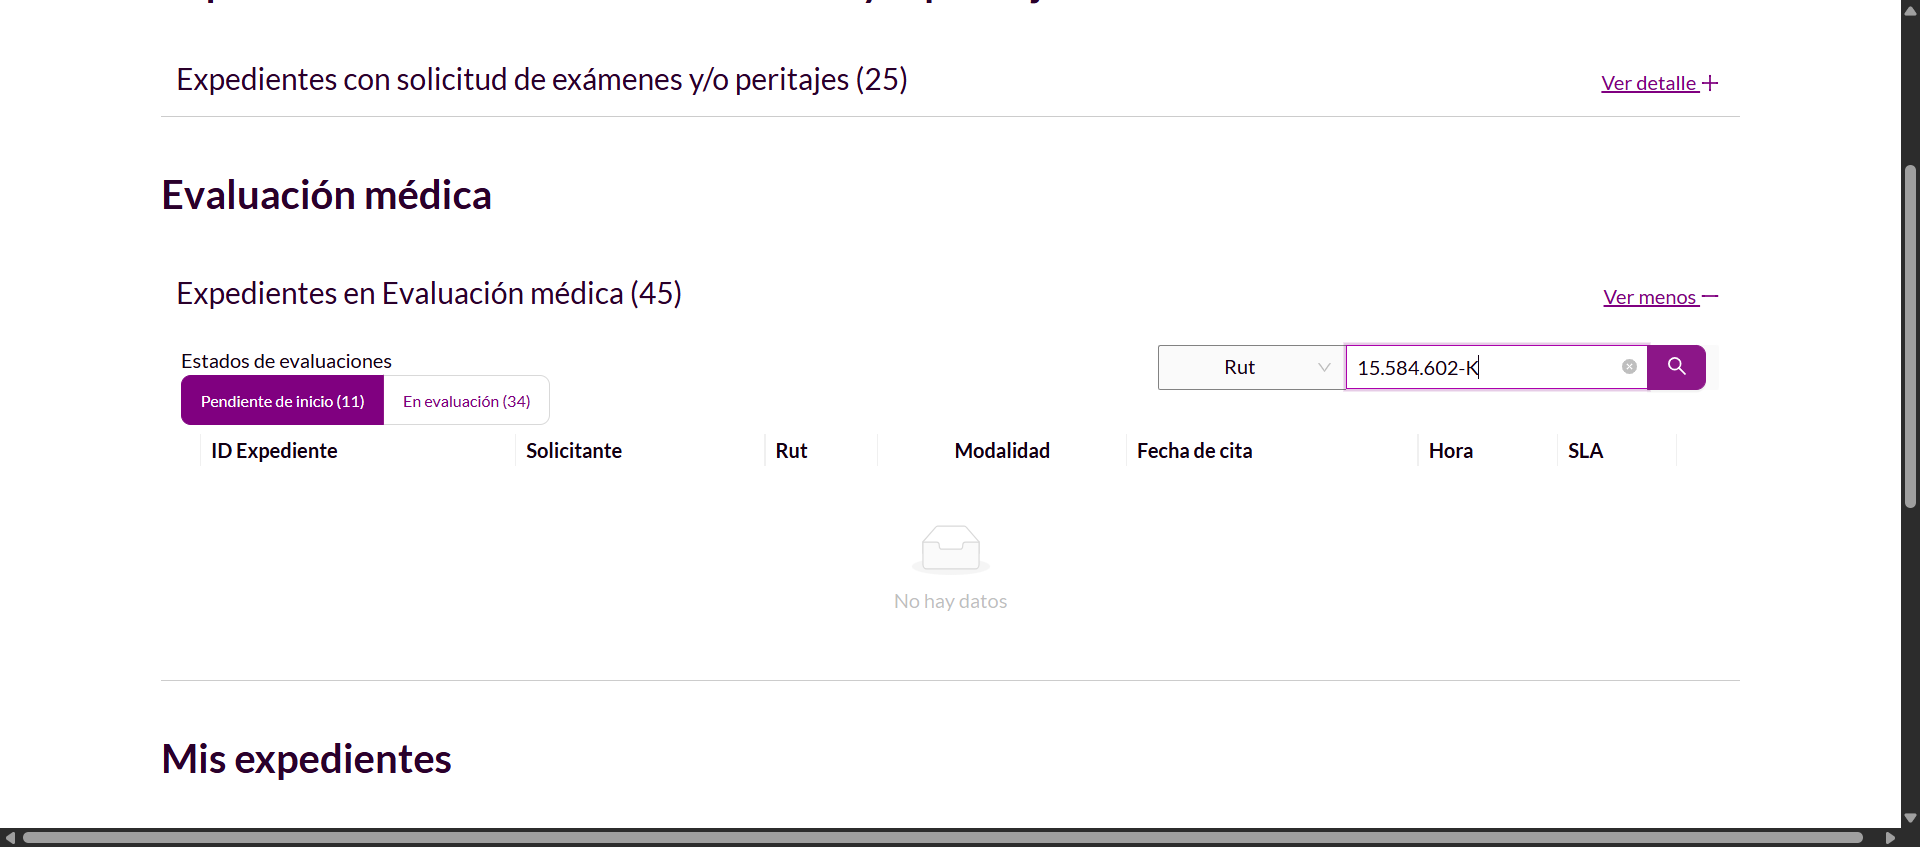 Expedientes con solicitud de exámenes y/o peritajes (25)
Ver detalle
Evaluación médica
Expedientes en Evaluación médica (45)
Ver menos
Estados de evaluaciones
Rut
15.584.602-K
Pendiente de inicio (11)
En evaluación (34)
ID Expediente
Solicitante
Rut
Modalidad
Fecha de cita
Hora
SLA
No hay datos
Mis expedientes